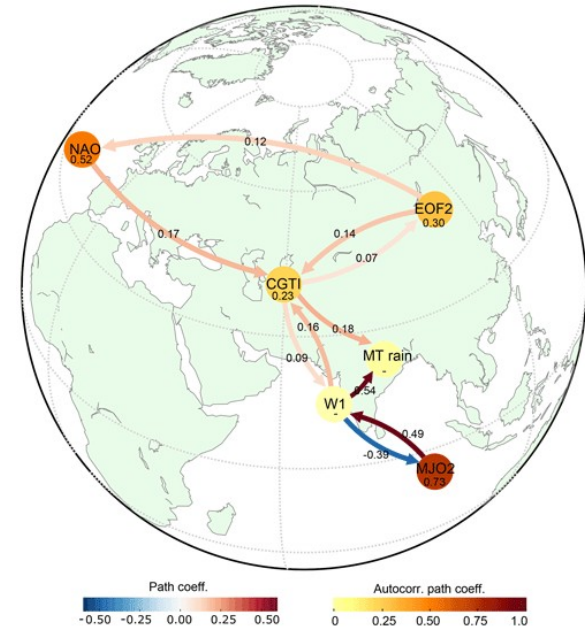 0.12
NAO
0.52
EOF2
0.30
0.17
0.14
0.07
CGTI
0.23
0.16
0.18
0.09
MT rain
-
0.54
W1
-
0.49
-0.39
MJO2
0.73
Path coeff.
Autocorr. path coeff.
-0.50 -0.25 0.00 0.25 0.50
0 0.25 0.50 0.75 1.0